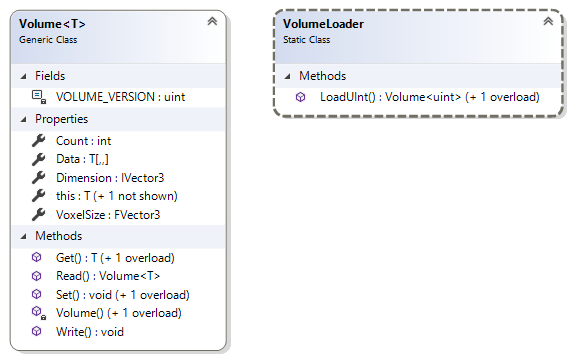 Volume<T>
Generic Class
Fields
VOLUME_VERSION : uint
Properties
Count : int
Data : T[,,]
Dimension : IVector3
this : T (+ 1 not shown)
VoxelSize : FVector3
Methods
Get() : T (+ 1 overload)
Read() : Volume<T>
Set() : void (+ 1 overload)
Volume() (+ 1 overload)
Write() : void
VolumeLoader
Static Class
Methods
LoadUInt() : Volume<uint> (+ 1 overload)